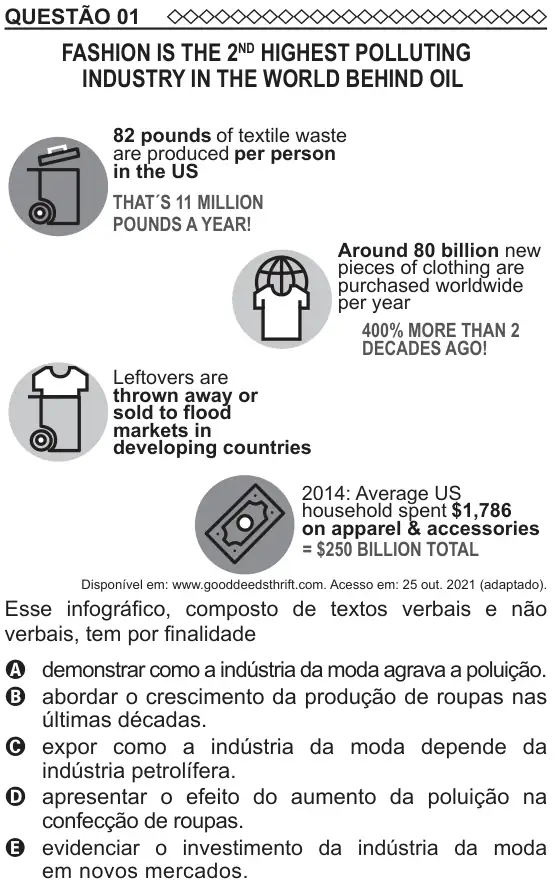 QUESTÃO 01
FASHION IS THE 2ND HIGHEST POLLUTING
INDUSTRY IN THE WORLD BEHIND OIL
82 pounds of textile waste
are produced per person
in the US
THAT´S 11 MILLION
POUNDS A YEAR!
Around 80 billion new
pieces of clothing are
purchased worldwide
per year
400% MORE THAN 2
DECADES AGO!
Leftovers are
thrown away or
sold to flood
markets in
developing countries
2014: Average US
household spent $1,786
on apparel & accessories
= $250 BILLION TOTAL
Disponível em: www.gooddeedsthrift.com. Acesso em: 25 out. 2021 (adaptado).
Esse infográfico, composto de textos verbais e não
verbais, tem por finalidade
A demonstrar como a indústria da moda agrava a poluição.
B abordar o crescimento da produção de roupas nas
últimas décadas.
C expor como a indústria da moda depende da
indústria petrolífera.
D apresentar o efeito do aumento da poluição na
confecção de roupas.
E evidenciar o investimento da indústria da moda
em novos mercados.